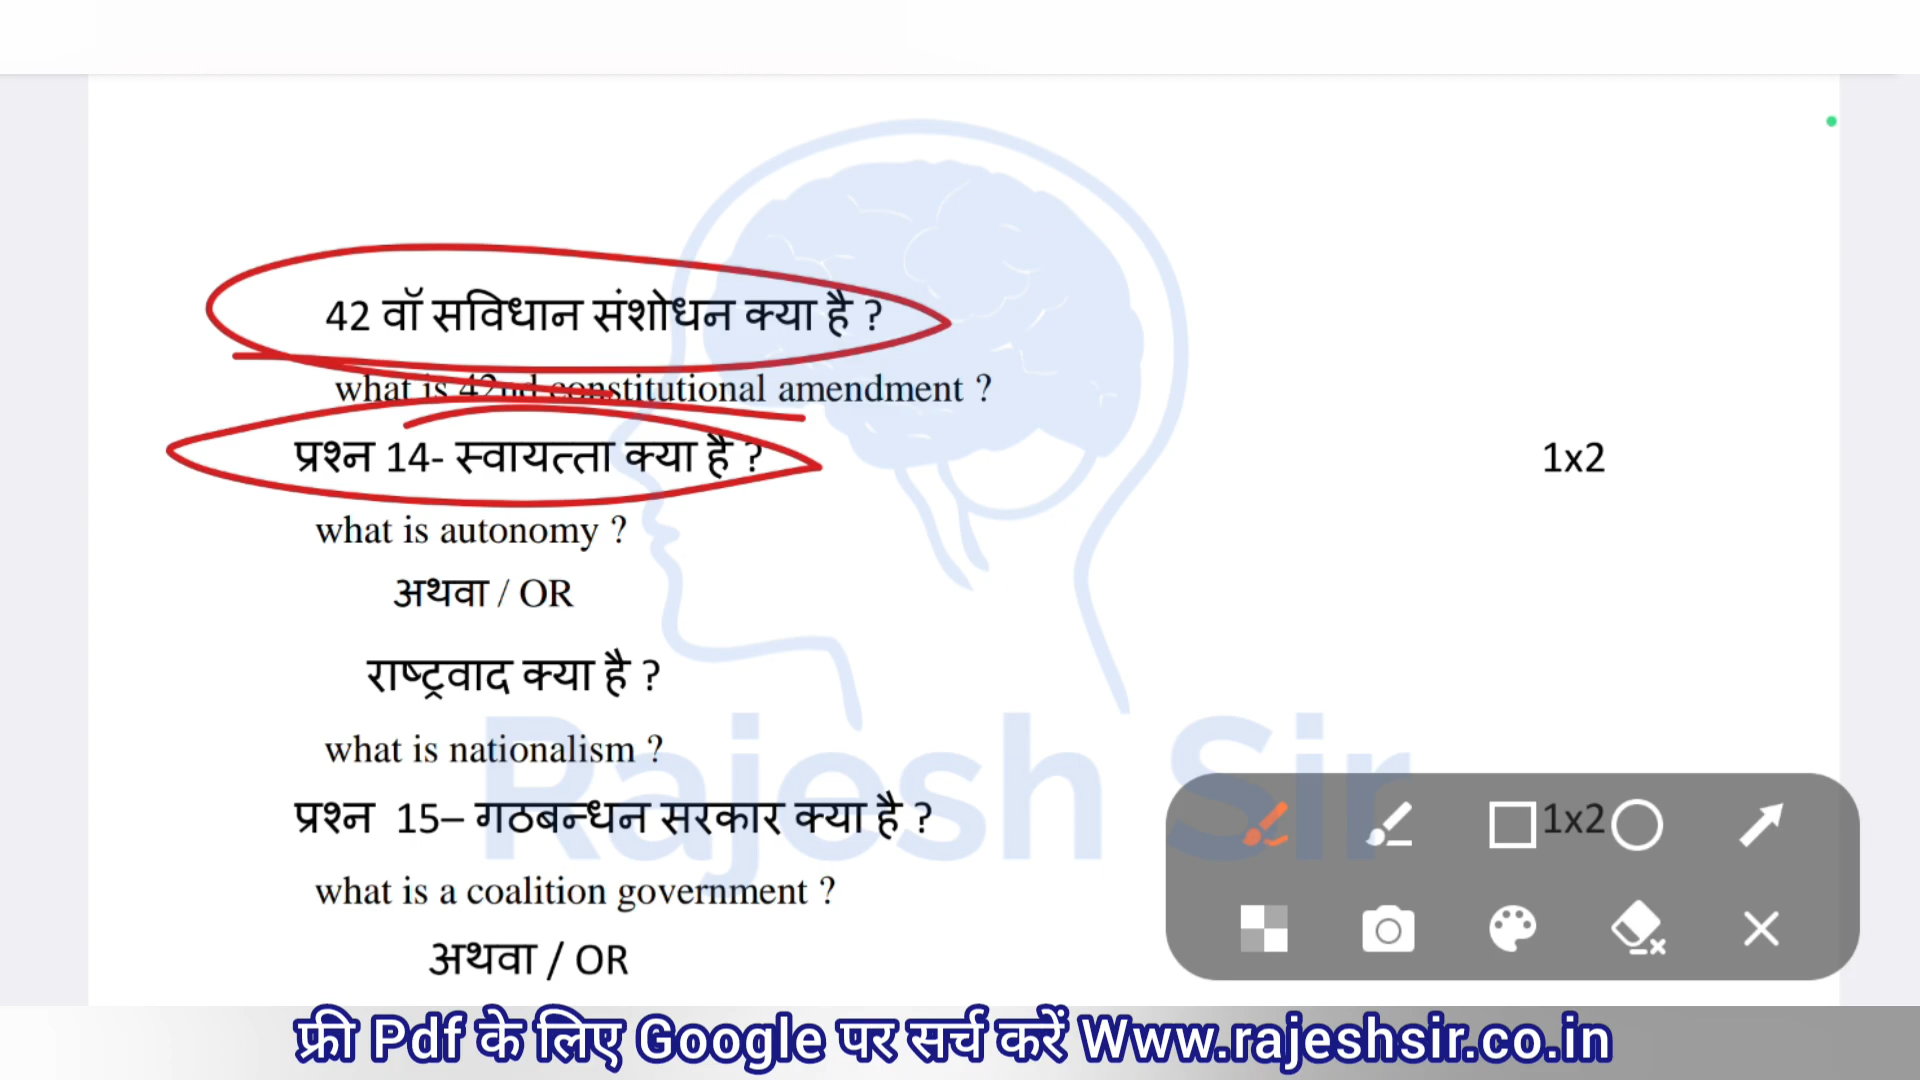 42 वॉ सविधान संशोधन क्या है ?
what is 42nd constitutional amendment ?
प्रश्न 14- स्वायत्ता क्या है ? 1x2
what is autonomy ?
अथवा / OR
राष्ट्रवाद क्या है ?
what is nationalism ?
Rajesh Sir
प्रश्न 15– गठबन्धन सरकार क्या है ? 1x2
what is a coalition government ?
अथवा / OR
फ्री Pdf के लिए Google पर सर्च करें Www.rajeshsir.co.in